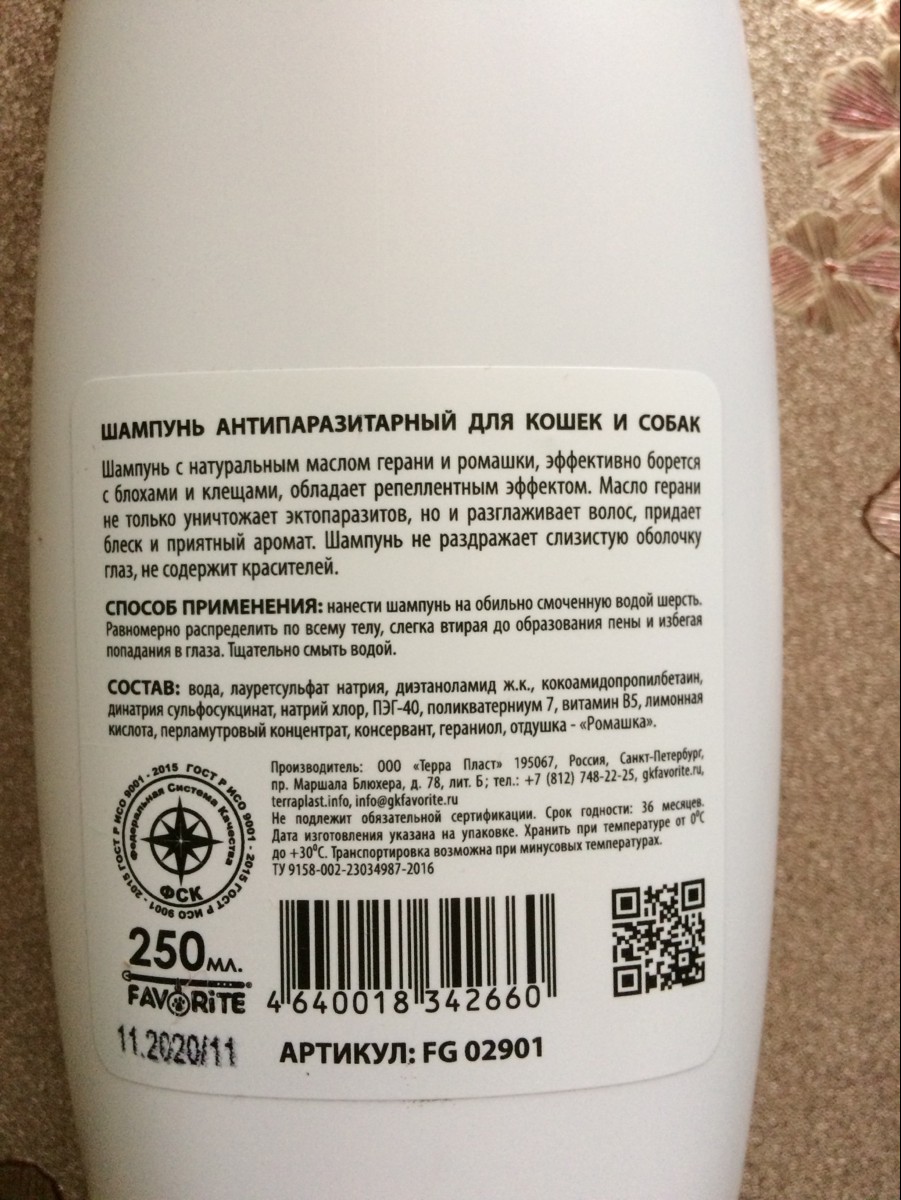 ШАМПУНЬ АНТИПАРАЗИТАРНЫЙ ДЛЯ КОШЕК И СОБАК
Шампунь с натуральным маслом герани и ромашки, эффективно борется
с блохами и клещами, обладает репеллентным эффектом. Масло герани
не только уничтожает эктопаразитов, но и разглаживает волос, придает
блеск и приятный аромат. Шампунь не раздражает слизистую оболочку
глаз, не содержит красителей.
СПОСОБ ПРИМЕНЕНИЯ: нанести шампунь на обильно смоченную водой шерсть.
Равномерно распределить по всему телу, слегка втирая до образования пены и избегая
попадания в глаза. Тщательно смыть водой.
СОСТАВ: вода, лауретсульфат натрия, диэтаноламид ж.к., кокоамидопропилбетаин,
динатрия сульфосукцинат, натрий хлор, ПЭГ-40, поликватерниум 7, витамин B5, лимонная
кислота, перламутровый концентрат, консервант, гераниол, отдушка - «Ромашка».
Производитель: ООО «Терра Пласт» 195067, Россия, Санкт-Петербург,
пр. Маршала Блюхера, д. 78, лит. Б; тел.: +7 (812) 748-22-25, gkfavorite.ru,
terraplast.info, info@gkfavorite.ru
Не подлежит обязательной сертификации. Срок годности: 36 месяцев.
Дата изготовления указана на упаковке. Хранить при температуре от 0°С
до +30°С. Транспортировка возможна при минусовых температурах.
ТУ 9158-002-23034987-2016
ГОСТ Р ИСО 9001 - 2015 ГОСТ Р ИСО 9001 - 2015 ГОСТ Р ИСО 9001 - 2015
Федеральная Система Качества
ФСК
250 МЛ.
FAVORiTE
4 640018 342660
11.2020/11
АРТИКУЛ: FG 02901